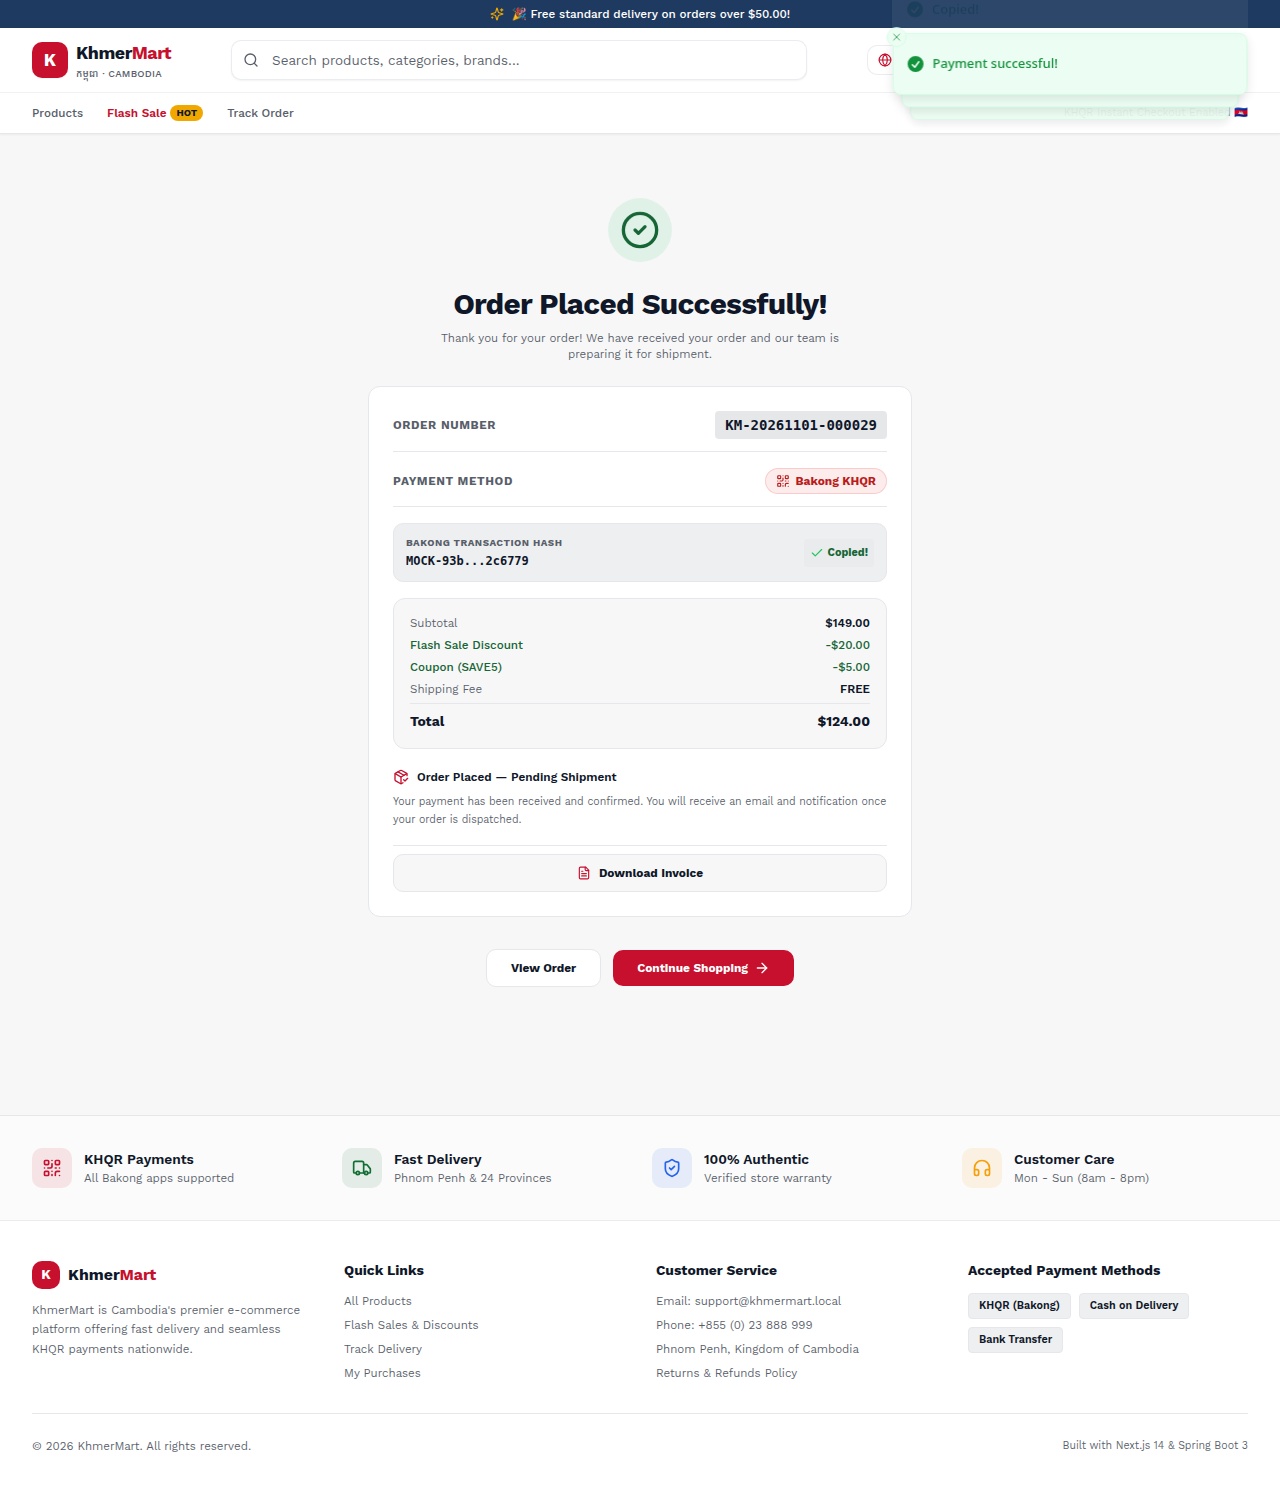 🎉 Free standard delivery on orders over $50.00!
Copied!
K
KhmerMart
កម្ពុជា · CAMBODIA
Search products, categories, brands...
Payment successful!
Products
Flash Sale HOT
Track Order
KHQR Instant Checkout Enabled 🇰🇭
Order Placed Successfully!
Thank you for your order! We have received your order and our team is
preparing it for shipment.
ORDER NUMBER
KM-20261101-000029
PAYMENT METHOD
Bakong KHQR
BAKONG TRANSACTION HASH
MOCK-93b...2c6779
Copied!
Subtotal
$149.00
Flash Sale Discount
-$20.00
Coupon (SAVE5)
-$5.00
Shipping Fee
FREE
Total
$124.00
Order Placed — Pending Shipment
Your payment has been received and confirmed. You will receive an email and notification once
your order is dispatched.
Download Invoice
View Order
Continue Shopping
KHQR Payments
All Bakong apps supported
Fast Delivery
Phnom Penh & 24 Provinces
100% Authentic
Verified store warranty
Customer Care
Mon - Sun (8am - 8pm)
K
KhmerMart
KhmerMart is Cambodia's premier e-commerce
platform offering fast delivery and seamless
KHQR payments nationwide.
Quick Links
All Products
Flash Sales & Discounts
Track Delivery
My Purchases
Customer Service
Email: support@khmermart.local
Phone: +855 (0) 23 888 999
Phnom Penh, Kingdom of Cambodia
Returns & Refunds Policy
Accepted Payment Methods
KHQR (Bakong)
Cash on Delivery
Bank Transfer
© 2026 KhmerMart. All rights reserved.
Built with Next.js 14 & Spring Boot 3